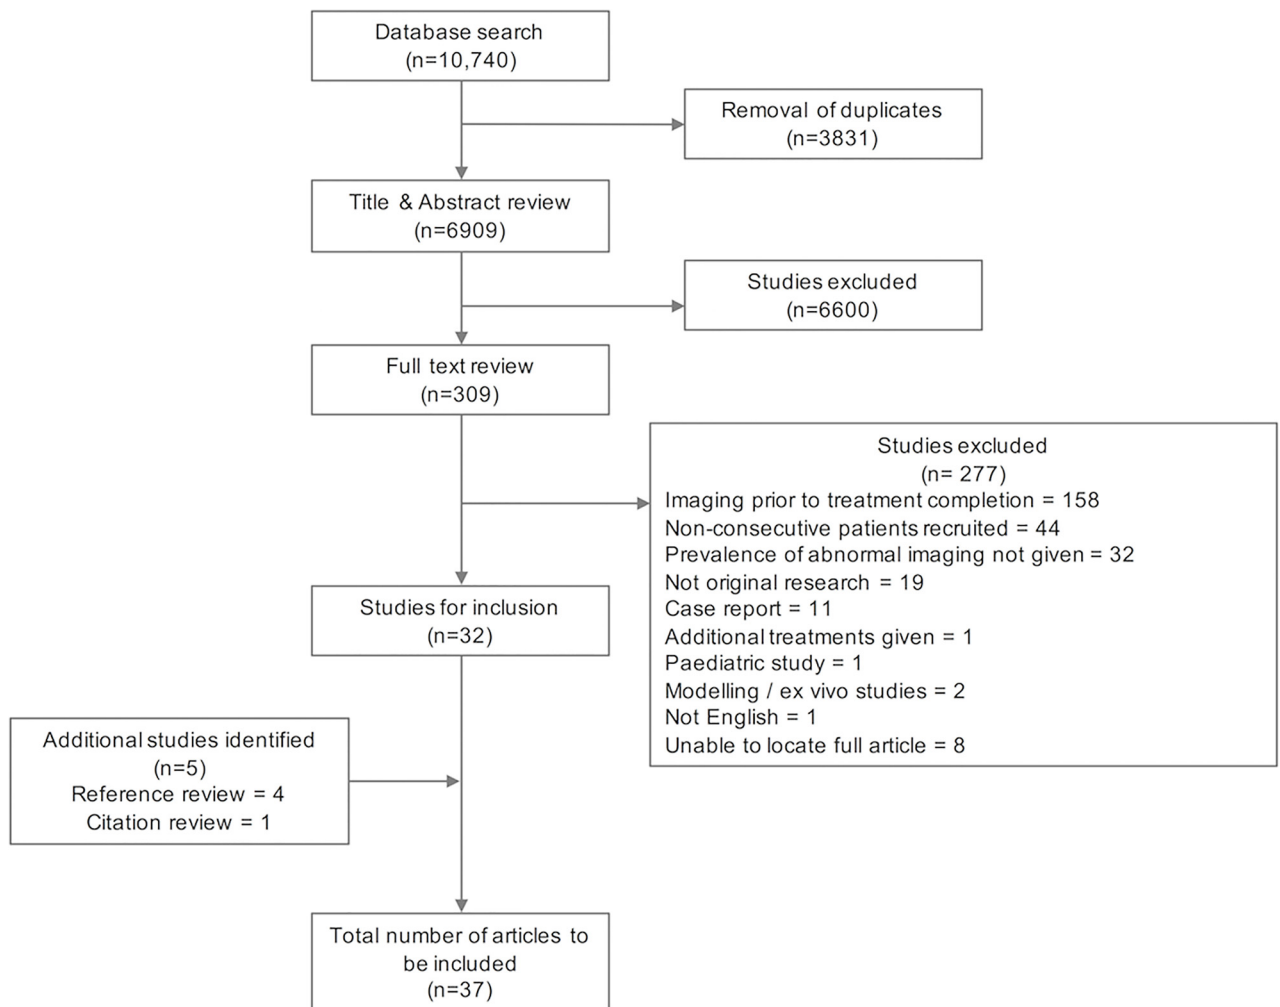 Database search
(n=10,740)
Removal of duplicates
(n=3831)
Title & Abstract review
(n=6909)
Studies excluded
(n=6600)
Full text review
(n=309)
Studies excluded
(n= 277)
Imaging prior to treatment completion = 158
Non-consecutive patients recruited = 44
Prevalence of abnormal imaging not given = 32
Not original research = 19
Case report = 11
Additional treatments given = 1
Paediatric study = 1
Modelling / ex vivo studies = 2
Not English = 1
Unable to locate full article = 8
Studies for inclusion
(n=32)
Additional studies identified
(n=5)
Reference review = 4
Citation review = 1
Total number of articles to
be included
(n=37)